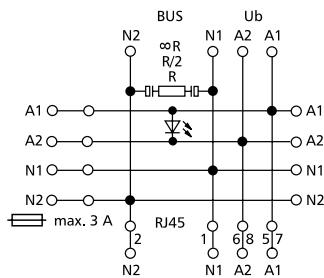 BUS Ub
N2 N1 A2 A1
∞R
R/2
R
A1 A1
A2 A2
N1 N1
N2 N2
max. 3 A RJ45
2 1 6 8 5 7
N2 N1 A2 A1